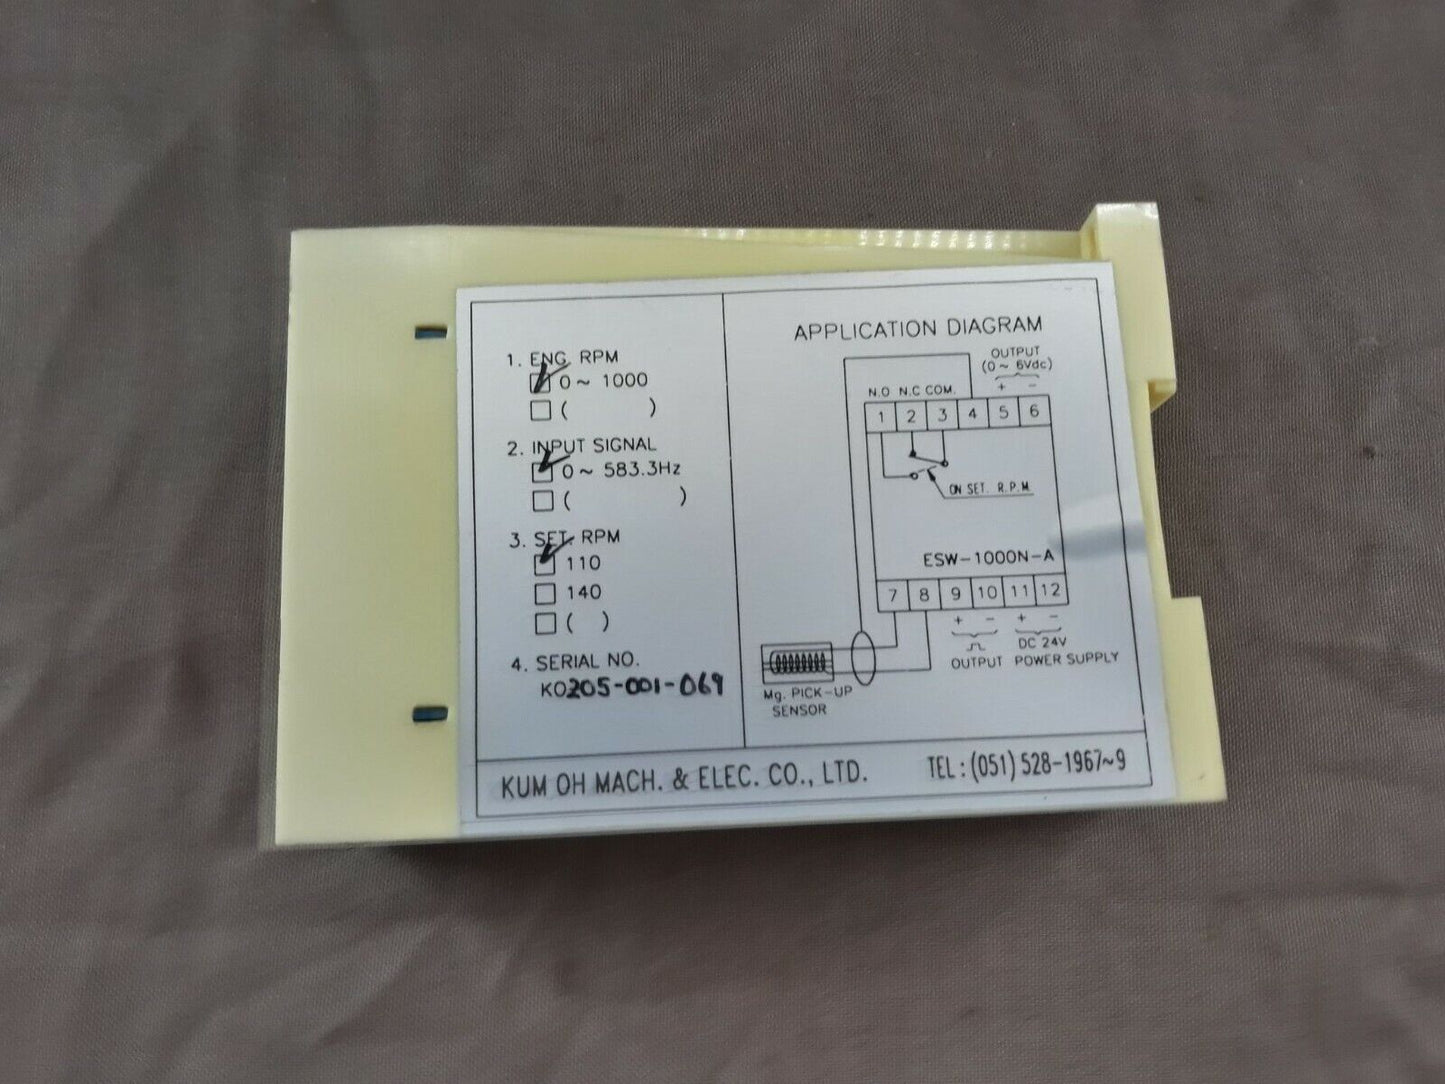 1. ENG. RPM
0~ 1000
( )
2. INPUT SIGNAL
0~ 583.3Hz
( )
3. SET. RPM
110
140
( )
4. SERIAL NO.
KO205-001-069
APPLICATION DIAGRAM
OUTPUT
(0~ 6Vdc)
+ -
N.O N.C COM.
1 2 3 4 5 6
ON SET. R.P.M.
ESW-1000N-A
7 8 9 10 11 12
+ - + -
DC 24V
OUTPUT POWER SUPPLY
Mg. PICK-UP
SENSOR
KUM OH MACH. & ELEC. CO., LTD. TEL : (051) 528-1967~9